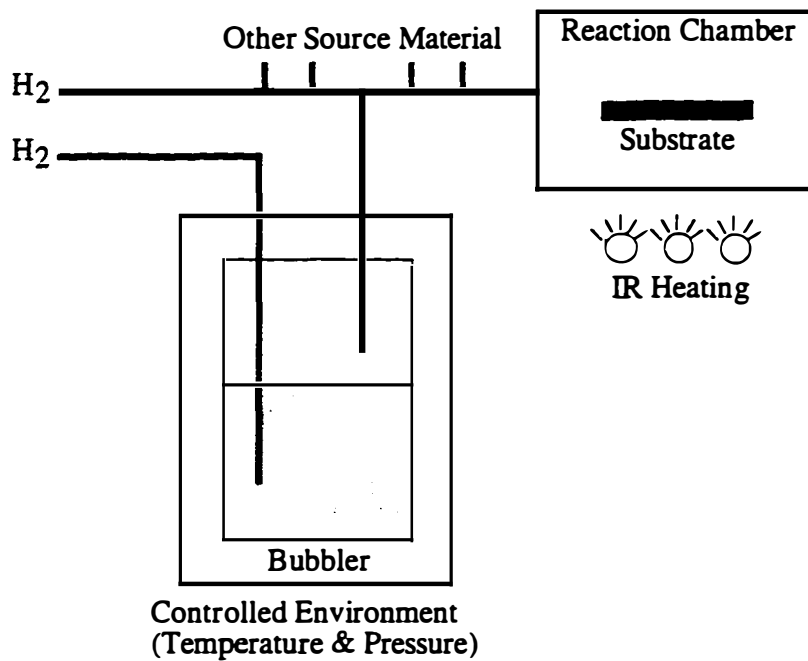 Other Source Material
Reaction Chamber
H2
H2
Substrate
IR Heating
Bubbler
Controlled Environment
(Temperature & Pressure)